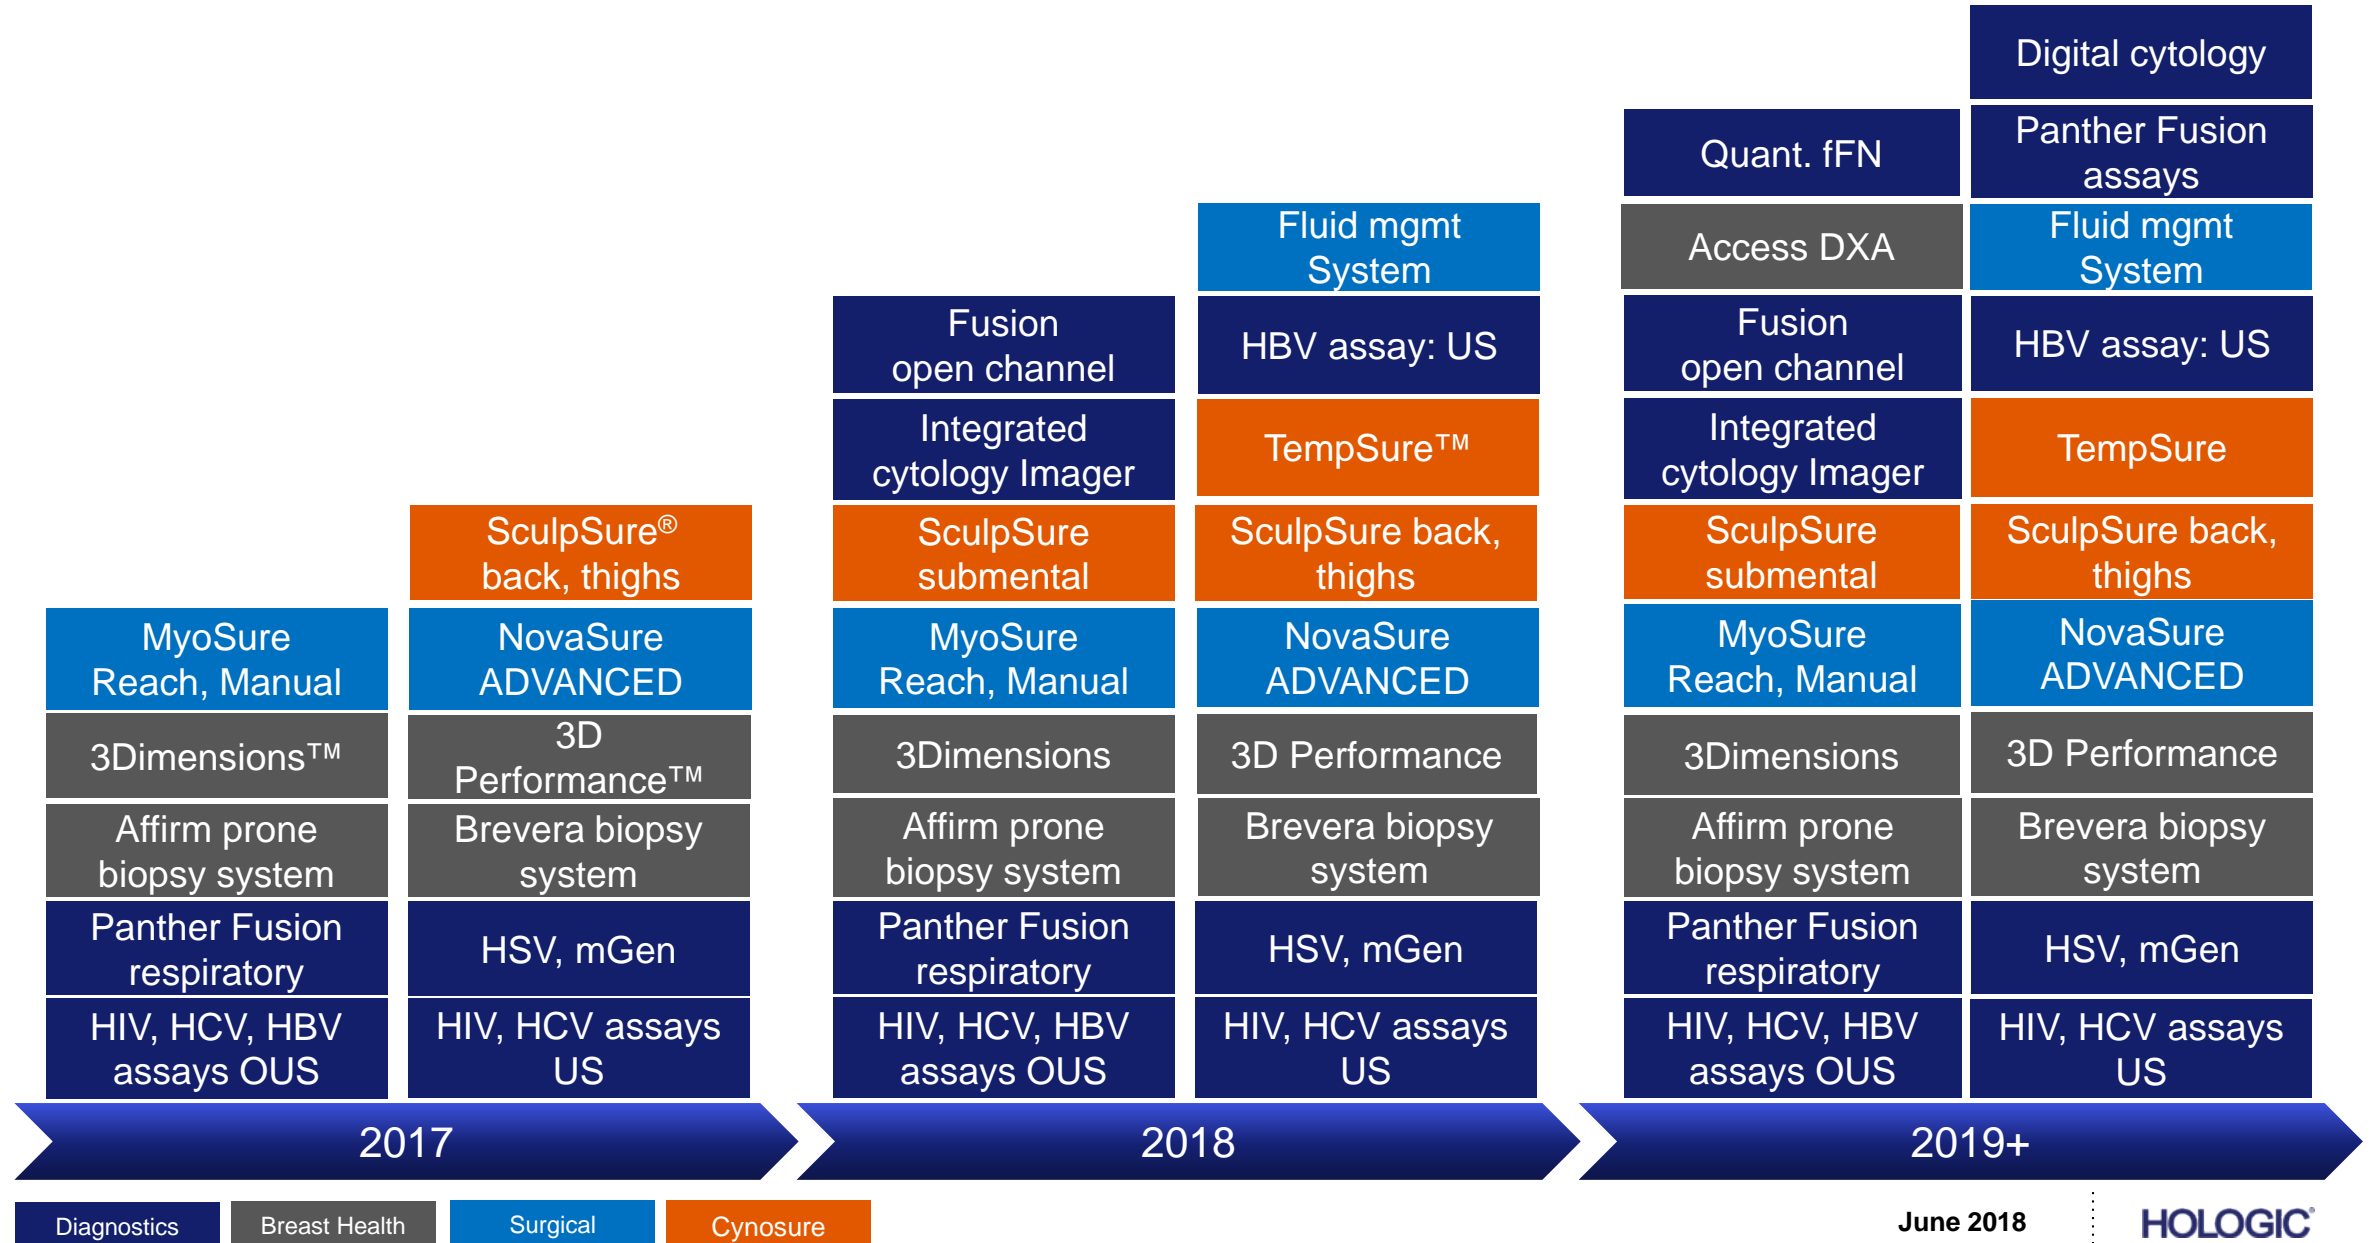 Digital cytology
Quant. fFN
Panther Fusion
assays
Fluid mgmt
System
Access DXA
Fluid mgmt
System
Fusion
open channel
HBV assay: US
Fusion
open channel
HBV assay: US
Integrated
cytology Imager
TempSure™
Integrated
cytology Imager
TempSure
SculpSure®
back, thighs
SculpSure
submental
SculpSure back,
thighs
SculpSure
submental
SculpSure back,
thighs
MyoSure
Reach, Manual
NovaSure
ADVANCED
MyoSure
Reach, Manual
NovaSure
ADVANCED
MyoSure
Reach, Manual
NovaSure
ADVANCED
3Dimensions™
3D
Performance™
3Dimensions
3D Performance
3Dimensions
3D Performance
Affirm prone
biopsy system
Brevera biopsy
system
Affirm prone
biopsy system
Brevera biopsy
system
Affirm prone
biopsy system
Brevera biopsy
system
Panther Fusion
respiratory
HSV, mGen
Panther Fusion
respiratory
HSV, mGen
Panther Fusion
respiratory
HSV, mGen
HIV, HCV, HBV
assays OUS
HIV, HCV assays
US
HIV, HCV, HBV
assays OUS
HIV, HCV assays
US
HIV, HCV, HBV
assays OUS
HIV, HCV assays
US
2017
2018
2019+
Diagnostics
Breast Health
Surgical
Cynosure
June 2018
HOLOGIC®